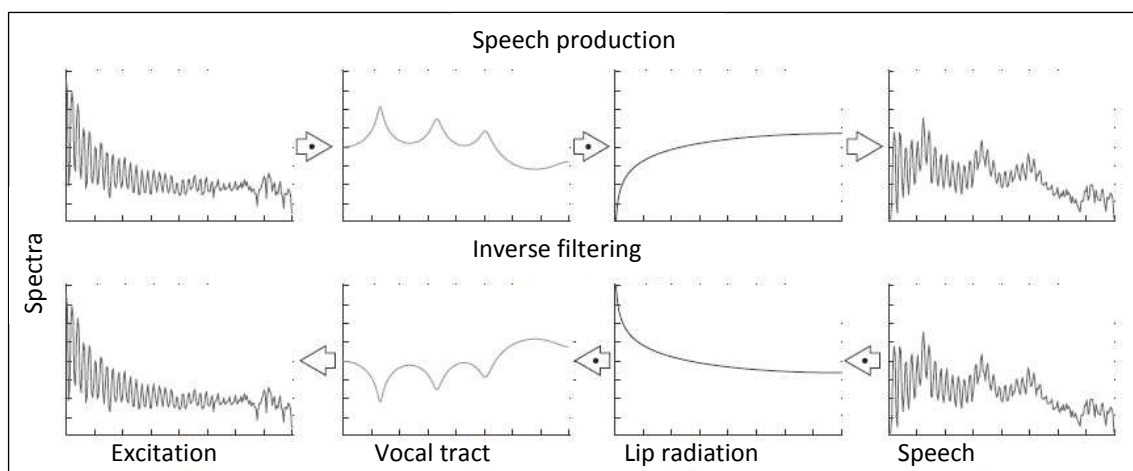 Speech production
Inverse filtering
Spectra
Excitation
Vocal tract
Lip radiation
Speech